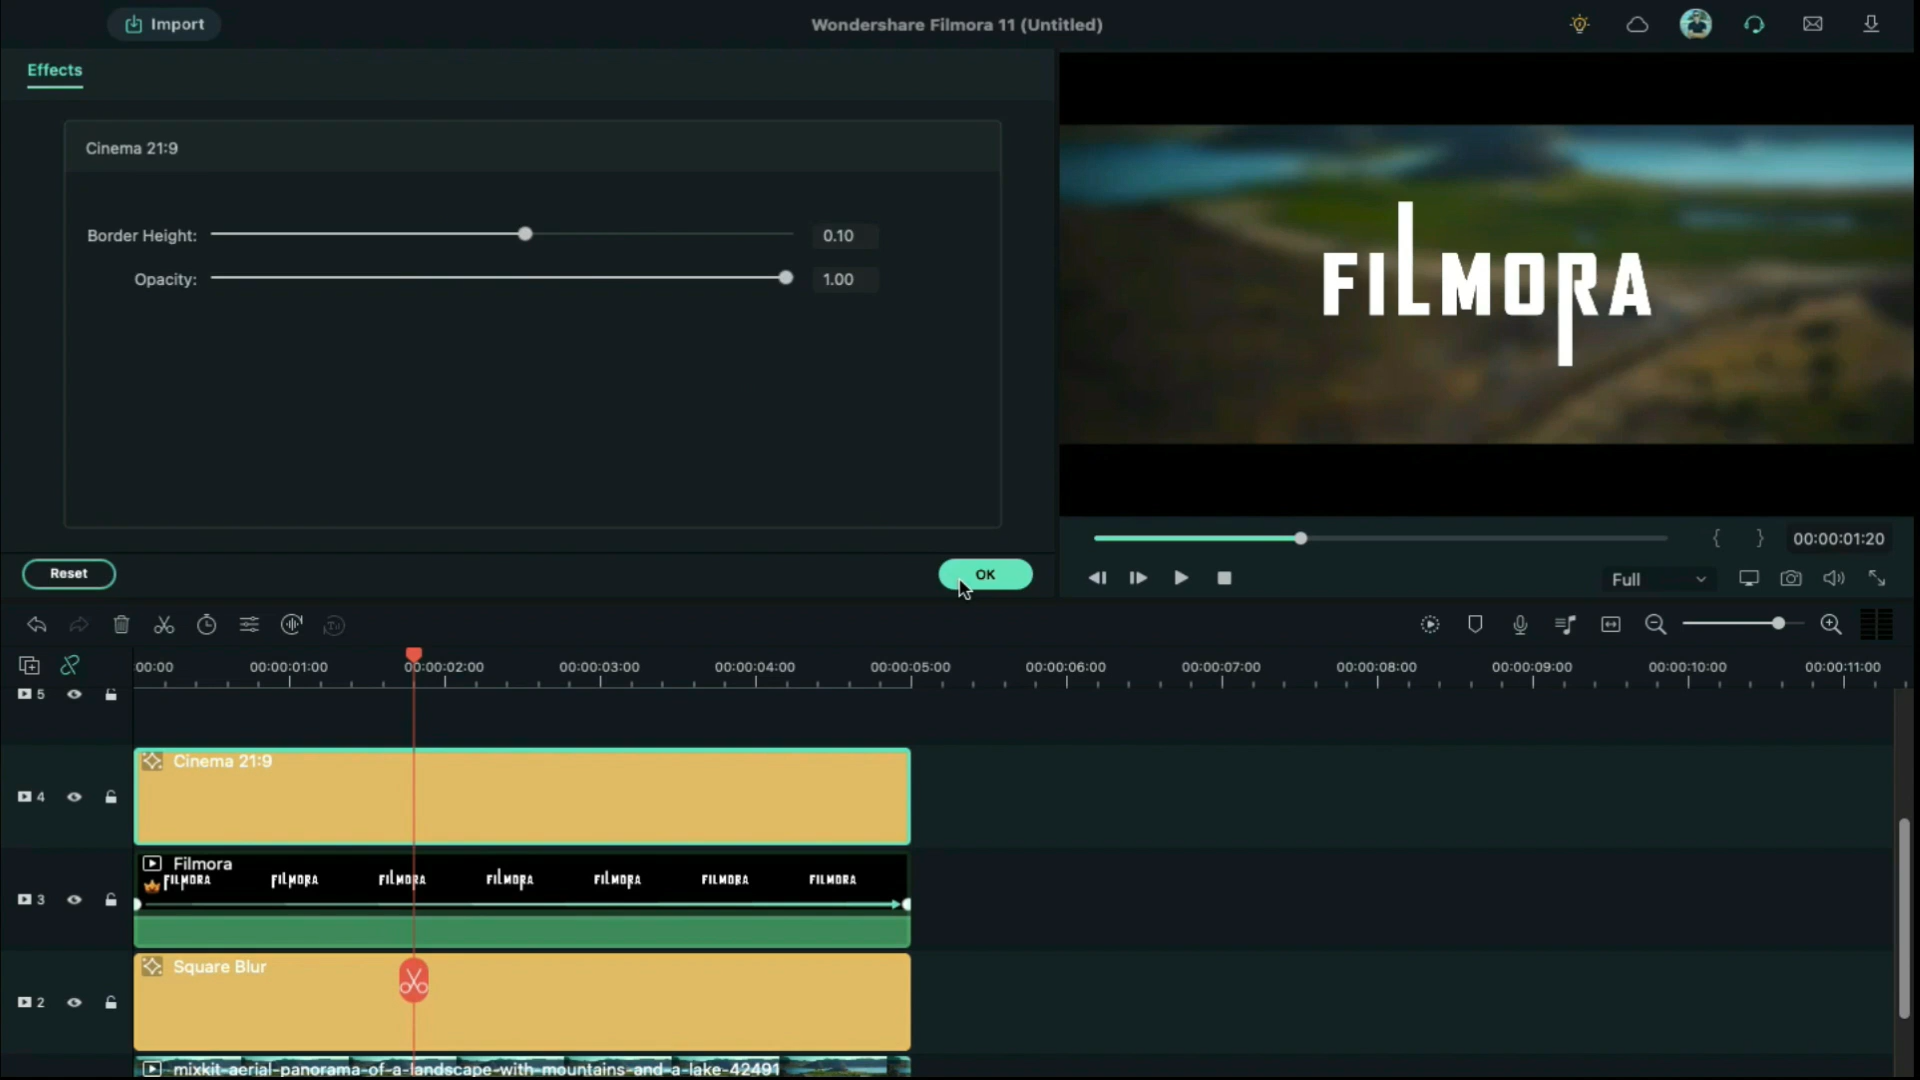 Import
Wondershare Filmora 11 (Untitled)
Effects
Cinema 21:9
Border Height: 0.10
Opacity: 1.00
FILMORA
Reset
OK
00:00:01:20
Full
00:00 00:00:01:00 00:00:02:00 00:00:03:00 00:00:04:00 00:00:05:00 00:00:06:00 00:00:07:00 00:00:08:00 00:00:09:00 00:00:10:00 00:00:11:00
5
Cinema 21:9
4
Filmora
FILMORA FILMORA FILMORA FILMORA FILMORA FILMORA FILMORA
3
Square Blur
2
mixkit-aerial-panorama-of-a-landscape-with-mountains-and-a-lake-42491